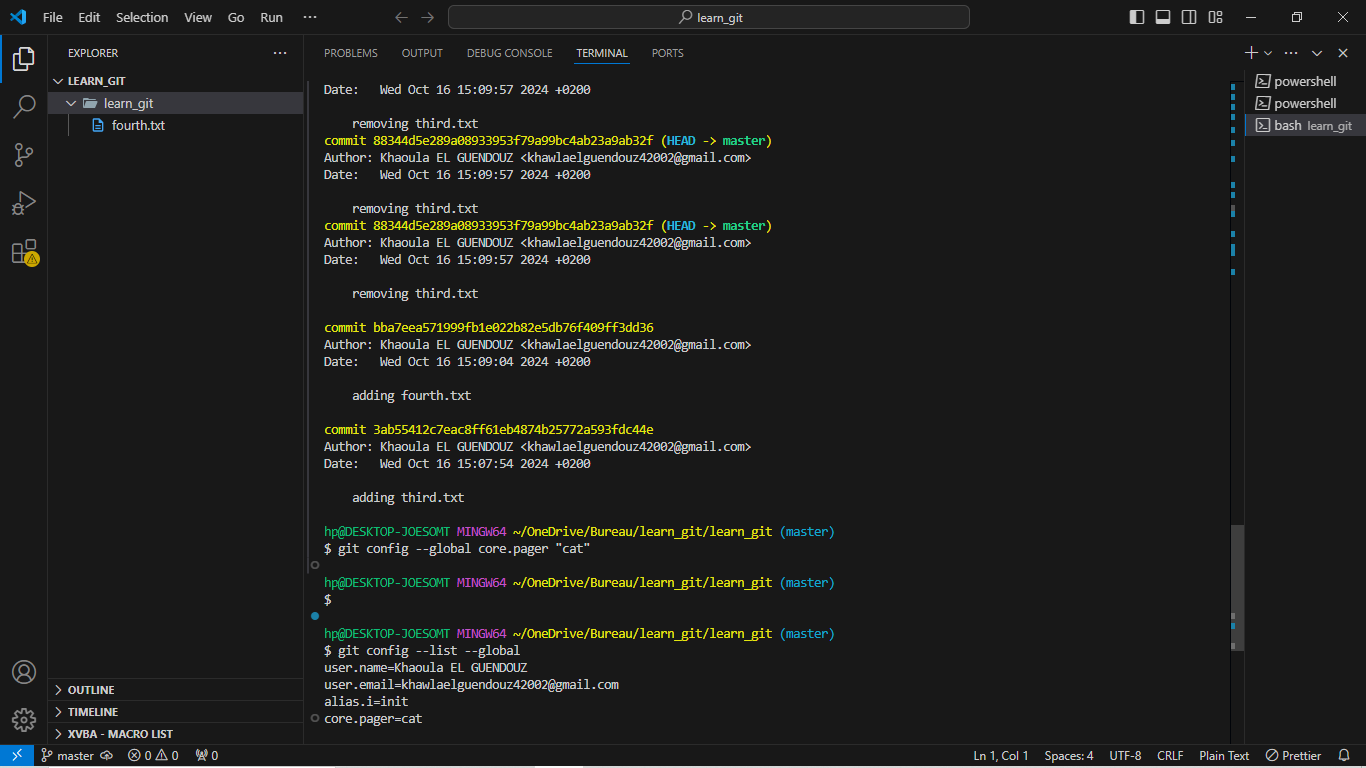 File Edit Selection View Go Run ··· learn_git
EXPLORER ···
LEARN_GIT
learn_git
fourth.txt
OUTLINE
TIMELINE
XVBA - MACRO LIST
PROBLEMS OUTPUT DEBUG CONSOLE TERMINAL PORTS
Date:   Wed Oct 16 15:09:57 2024 +0200
removing third.txt
commit 88344d5e289a08933953f79a99bc4ab23a9ab32f (HEAD -> master)
Author: Khaoula EL GUENDOUZ <khawlaelguendouz42002@gmail.com>
Date:   Wed Oct 16 15:09:57 2024 +0200
removing third.txt
commit 88344d5e289a08933953f79a99bc4ab23a9ab32f (HEAD -> master)
Author: Khaoula EL GUENDOUZ <khawlaelguendouz42002@gmail.com>
Date:   Wed Oct 16 15:09:57 2024 +0200
removing third.txt
commit bba7eea571999fb1e022b82e5db76f409ff3dd36
Author: Khaoula EL GUENDOUZ <khawlaelguendouz42002@gmail.com>
Date:   Wed Oct 16 15:09:04 2024 +0200
adding fourth.txt
commit 3ab55412c7eac8ff61eb4874b25772a593fdc44e
Author: Khaoula EL GUENDOUZ <khawlaelguendouz42002@gmail.com>
Date:   Wed Oct 16 15:07:54 2024 +0200
adding third.txt
hp@DESKTOP-JOESOMT MINGW64 ~/OneDrive/Bureau/learn_git/learn_git (master)
$ git config --global core.pager "cat"
hp@DESKTOP-JOESOMT MINGW64 ~/OneDrive/Bureau/learn_git/learn_git (master)
$
hp@DESKTOP-JOESOMT MINGW64 ~/OneDrive/Bureau/learn_git/learn_git (master)
$ git config --list --global
user.name=Khaoula EL GUENDOUZ
user.email=khawlaelguendouz42002@gmail.com
alias.i=init
core.pager=cat
powershell
powershell
bash learn_git
master 0 0 0 Ln 1, Col 1 Spaces: 4 UTF-8 CRLF Plain Text Prettier